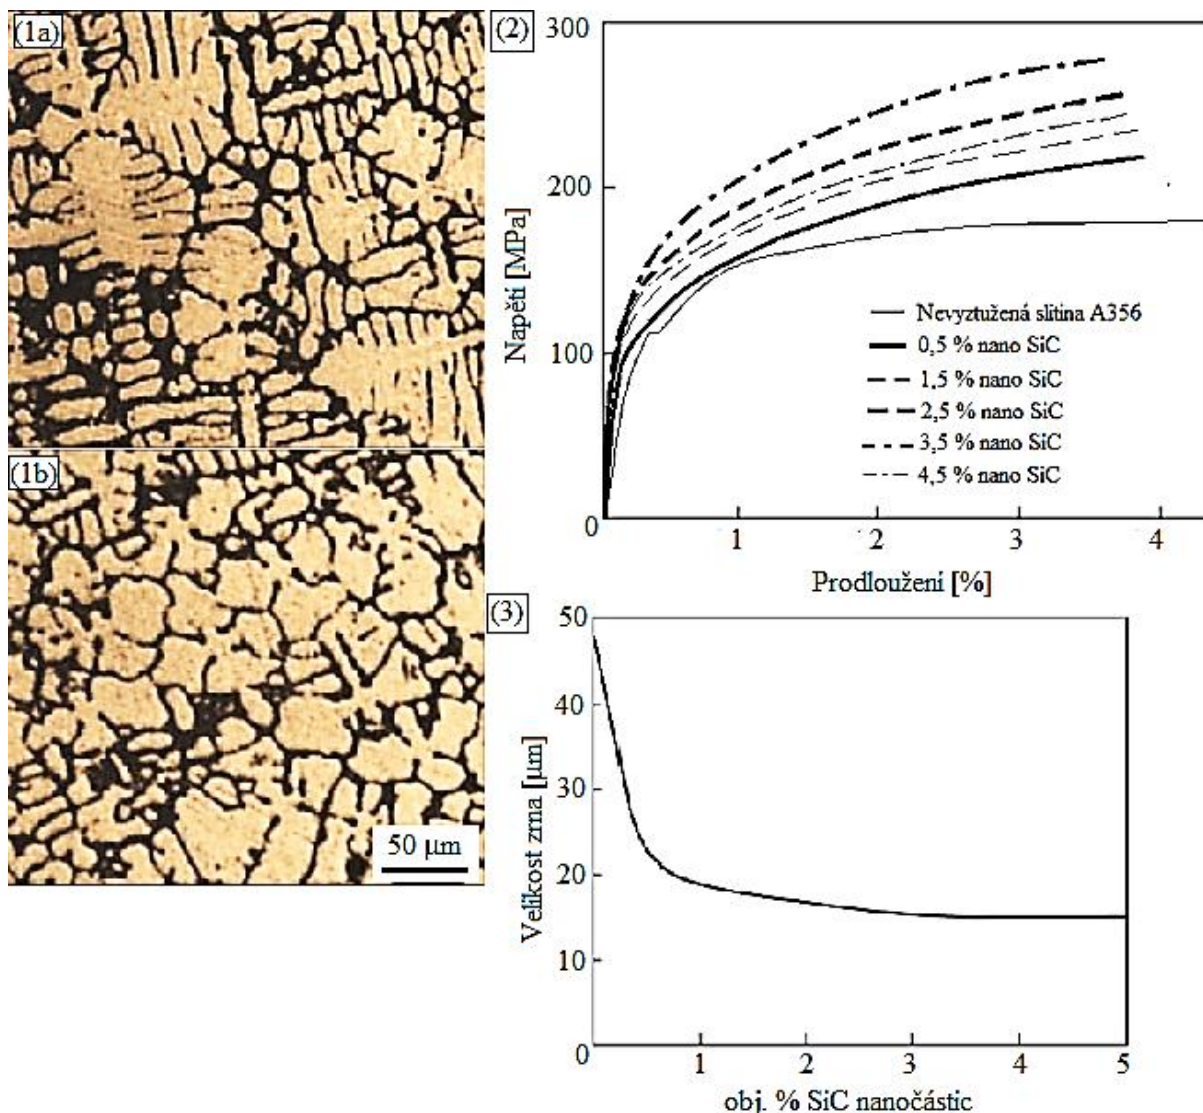 (1a)
(1b)
50 µm
(2)
300
200
100
0
Napětí [MPa]
Nevyztužená slitina A356
0,5 % nano SiC
1,5 % nano SiC
2,5 % nano SiC
3,5 % nano SiC
4,5 % nano SiC
1 2 3 4
Prodloužení [%]
(3)
50
40
30
20
10
0
Velikost zrna [µm]
1 2 3 4 5
obj. % SiC nanočástic